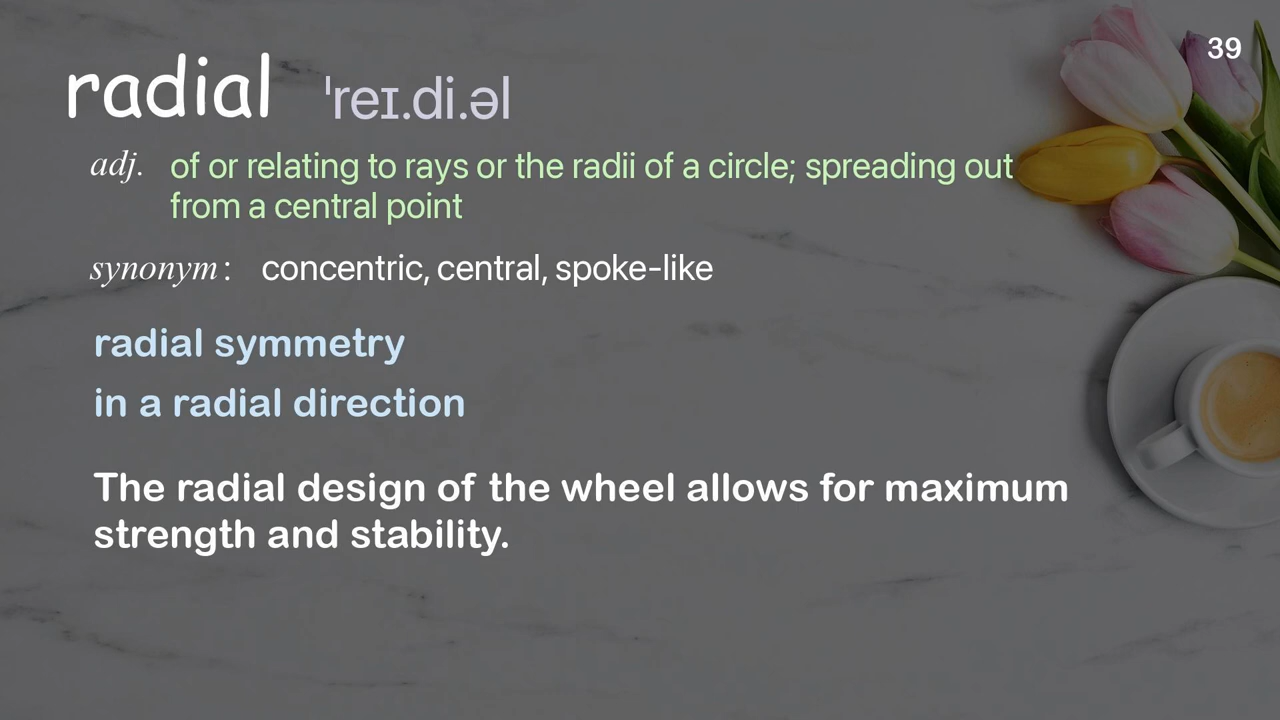 39
radial ˈreɪ.di.əl
adj. of or relating to rays or the radii of a circle; spreading out
from a central point
synonym: concentric, central, spoke-like
radial symmetry
in a radial direction
The radial design of the wheel allows for maximum
strength and stability.